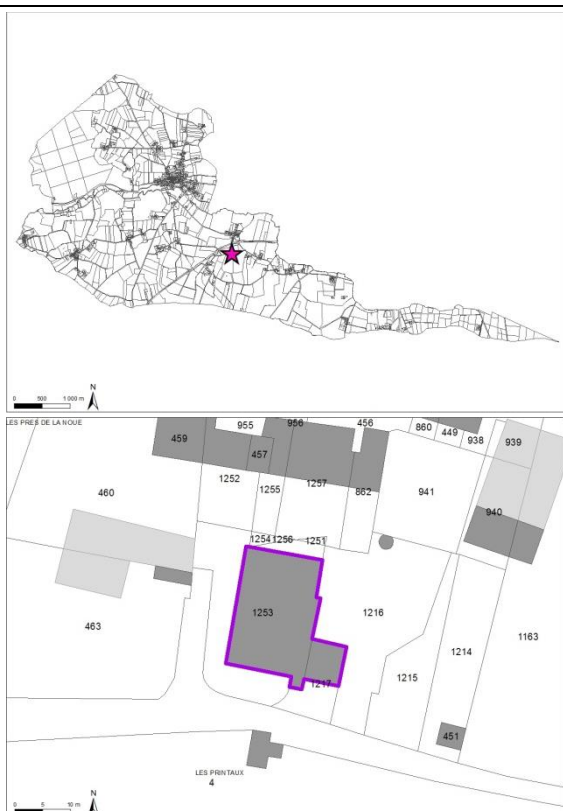 N
0 500 1 000 m
LES PRES DE LA NOUE
955 956 456 860 449 938 939
459 457
1252 1255 1257 862 941 940
460
1254 1256 1251
1253 1216 1163
463 1214
1217 1215
451
LES PRINTAUX
4
N
0 5 10 m